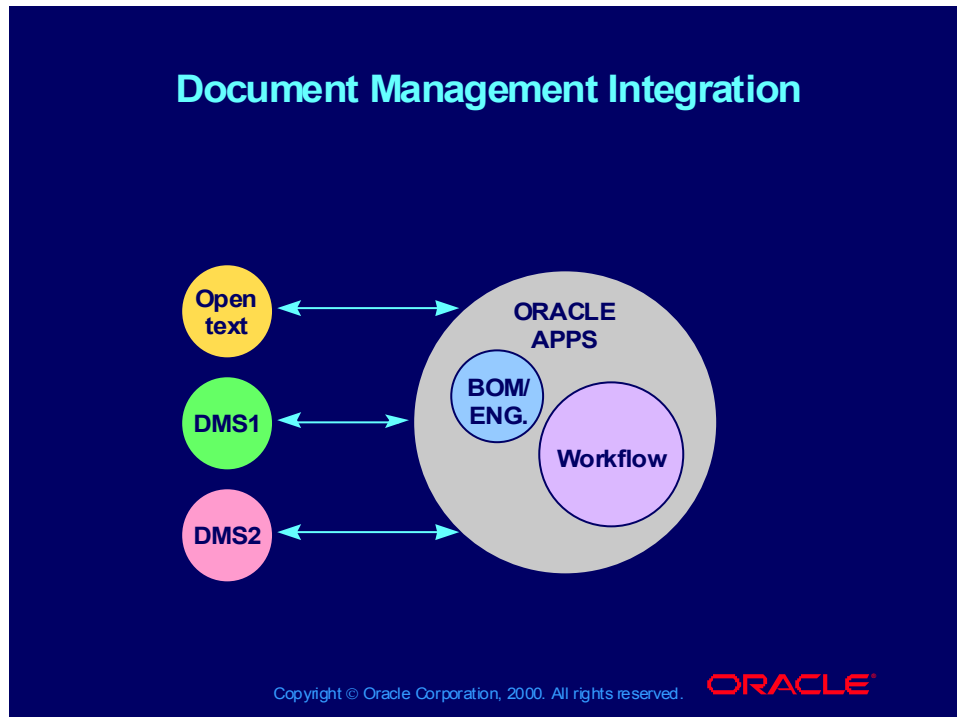 Document Management Integration
Open
text
ORACLE
APPS
BOM/
ENG.
DMS1
Workflow
DMS2
Copyright © Oracle Corporation, 2000. All rights reserved.
ORACLE®